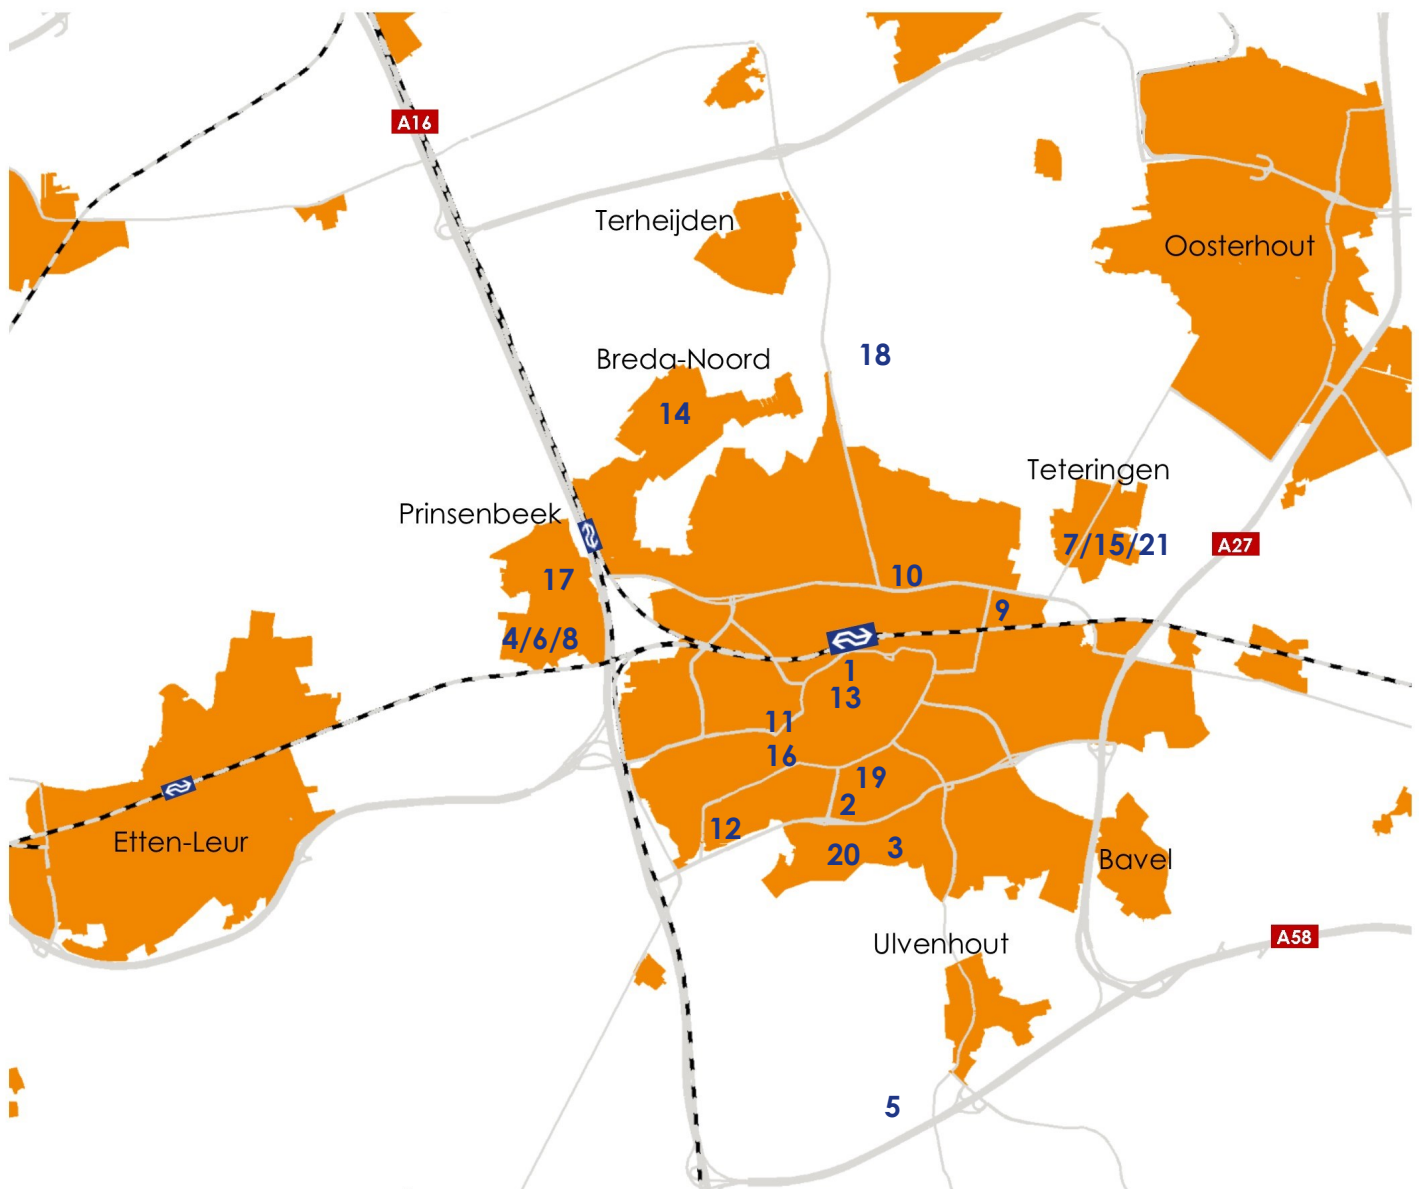 A16
Terheijden
Oosterhout
18
Breda-Noord
14
Teteringen
Prinsenbeek
7/15/21
A27
17
10
9
4/6/8
1
13
11
16
19
2
12
Etten-Leur
20
3
Bavel
Ulvenhout
A58
5